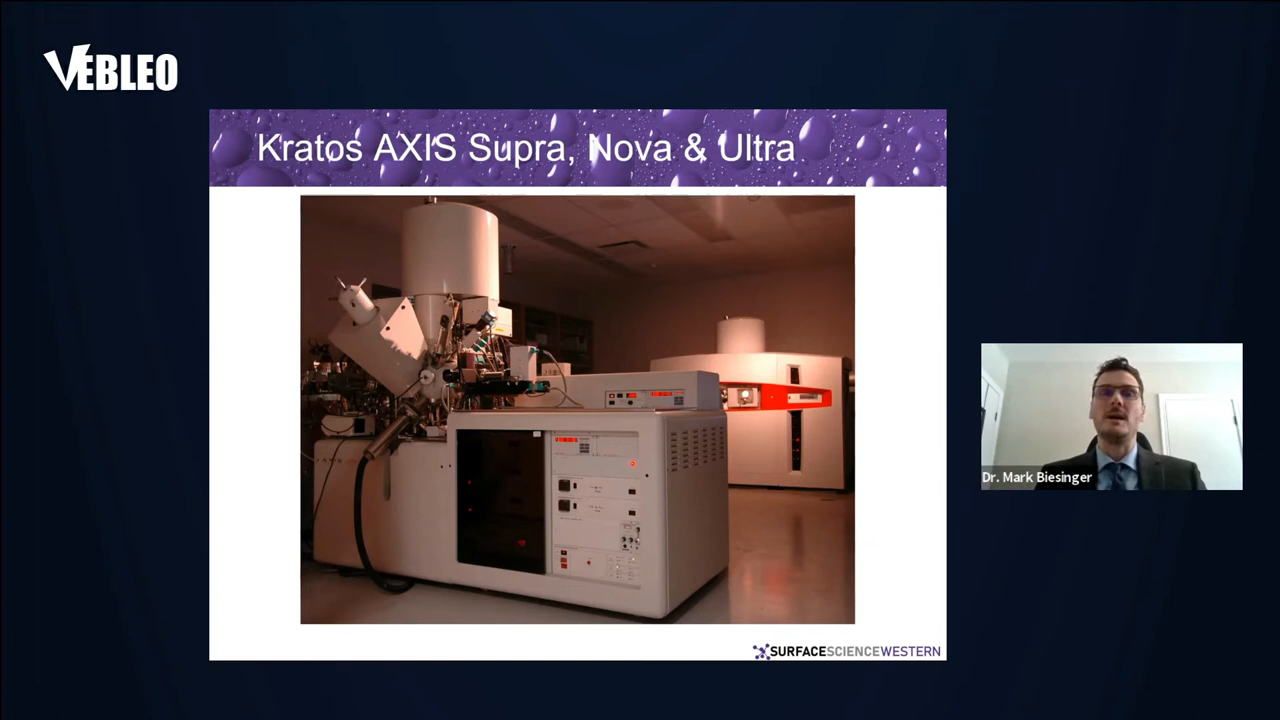 VEBLEO
Kratos AXIS Supra, Nova & Ultra
Dr. Mark Biesinger
SURFACESCIENCEWESTERN